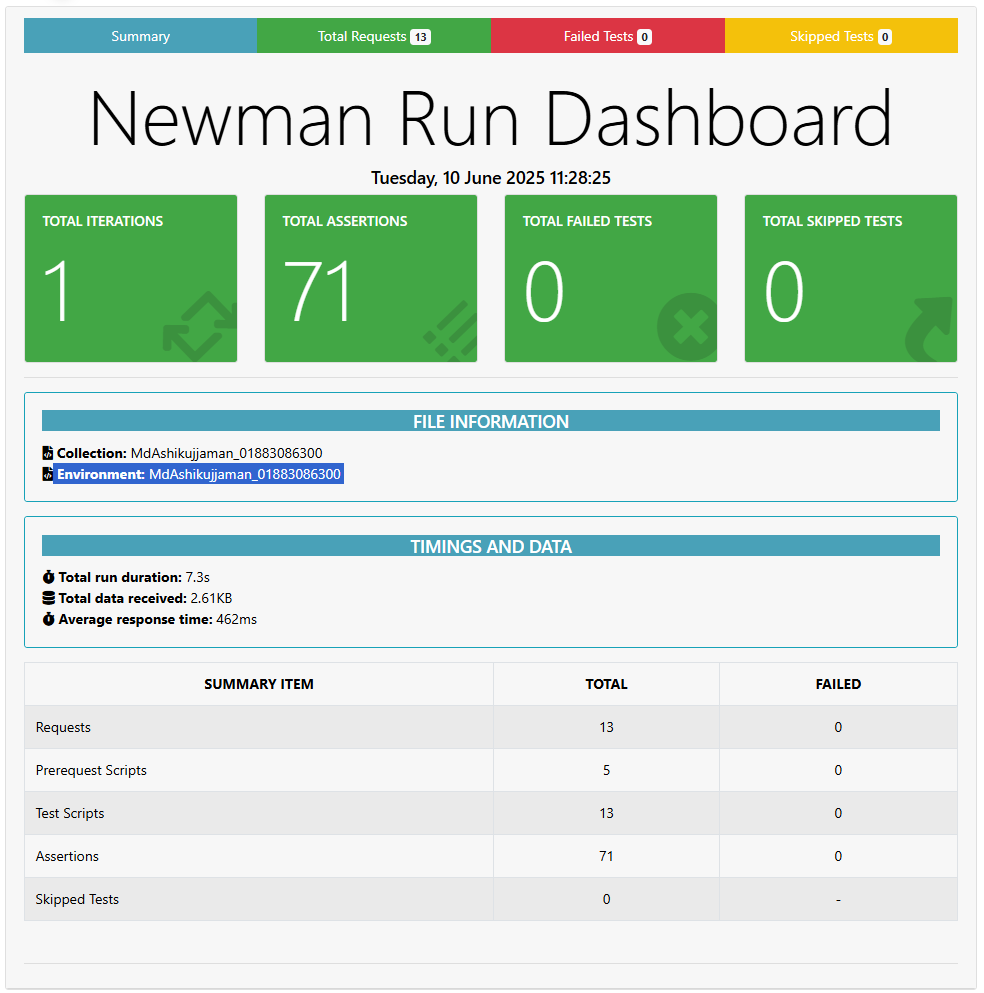 Summary
Total Requests 13
Failed Tests 0
Skipped Tests 0
Newman Run Dashboard
Tuesday, 10 June 2025 11:28:25
TOTAL ITERATIONS
1
TOTAL ASSERTIONS
71
TOTAL FAILED TESTS
0
TOTAL SKIPPED TESTS
0
FILE INFORMATION
Collection: MdAshikujjaman_01883086300
Environment: MdAshikujjaman_01883086300
TIMINGS AND DATA
Total run duration: 7.3s
Total data received: 2.61KB
Average response time: 462ms
SUMMARY ITEM TOTAL FAILED
Requests 13 0
Prerequest Scripts 5 0
Test Scripts 13 0
Assertions 71 0
Skipped Tests 0 -